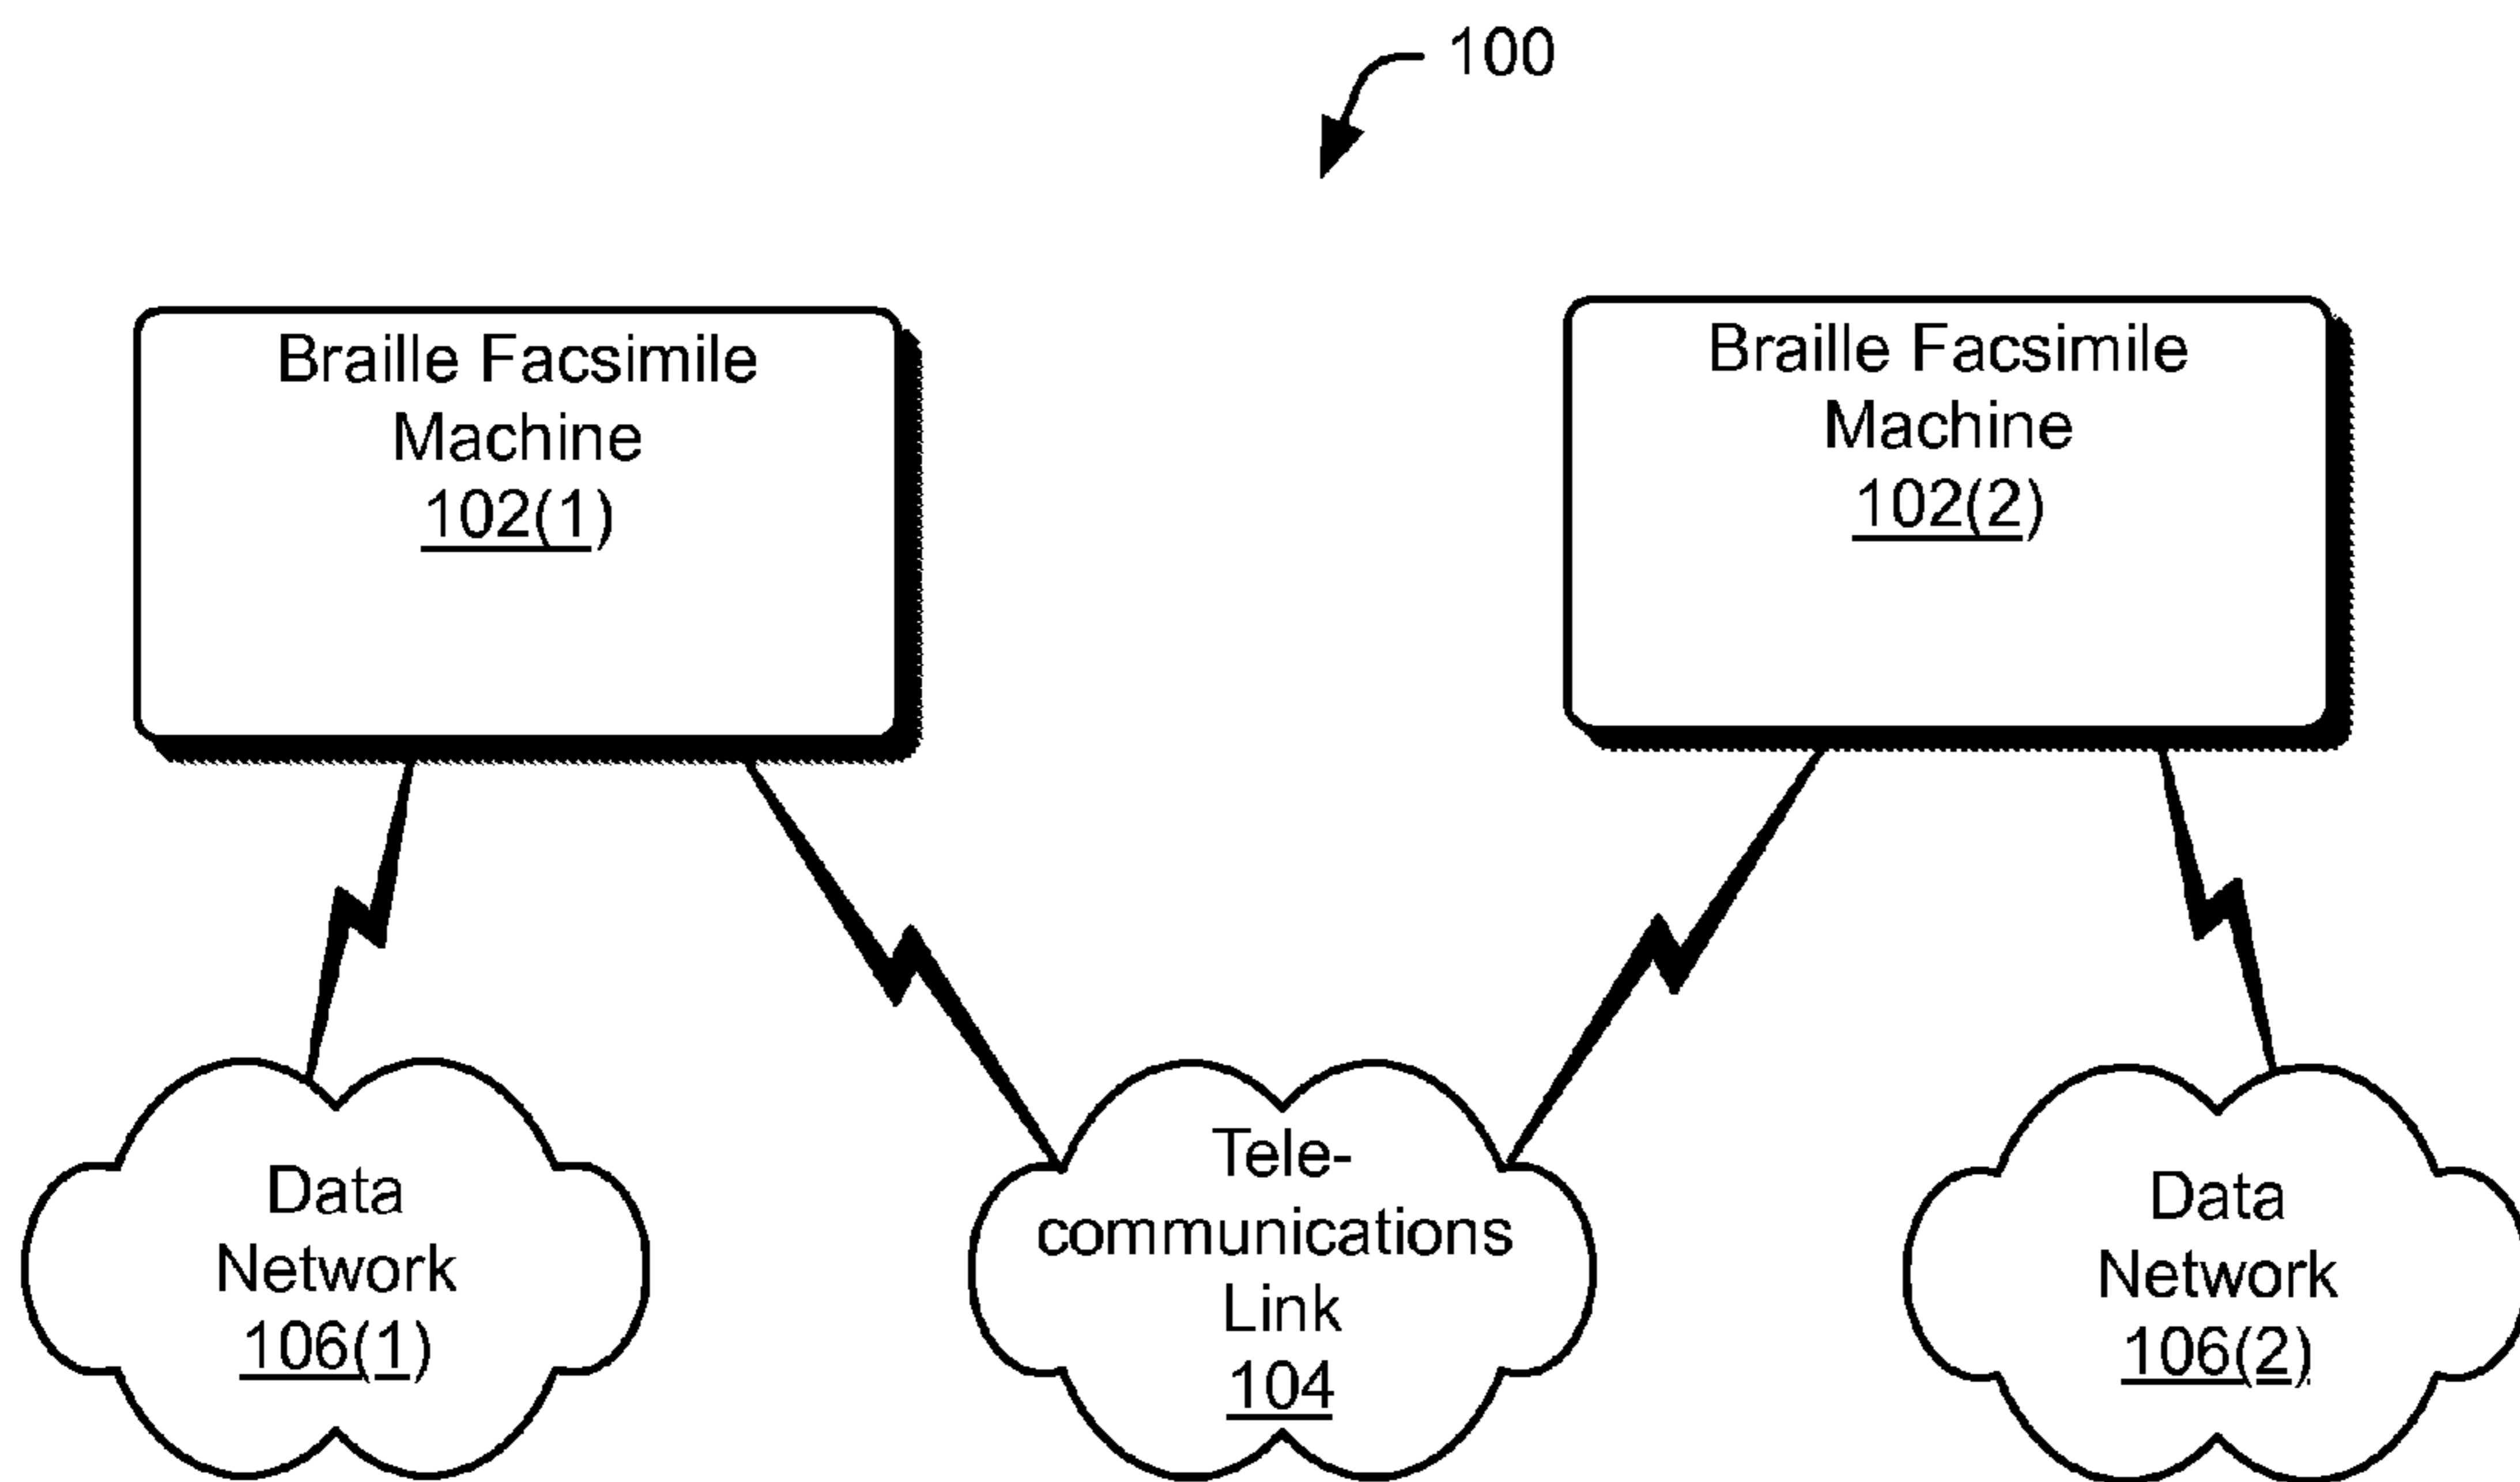 100
Braille Facsimile
Machine
102(1)
Braille Facsimile
Machine
102(2)
Data
Network
106(1)
Tele-
communications
Link
104
Data
Network
106(2)